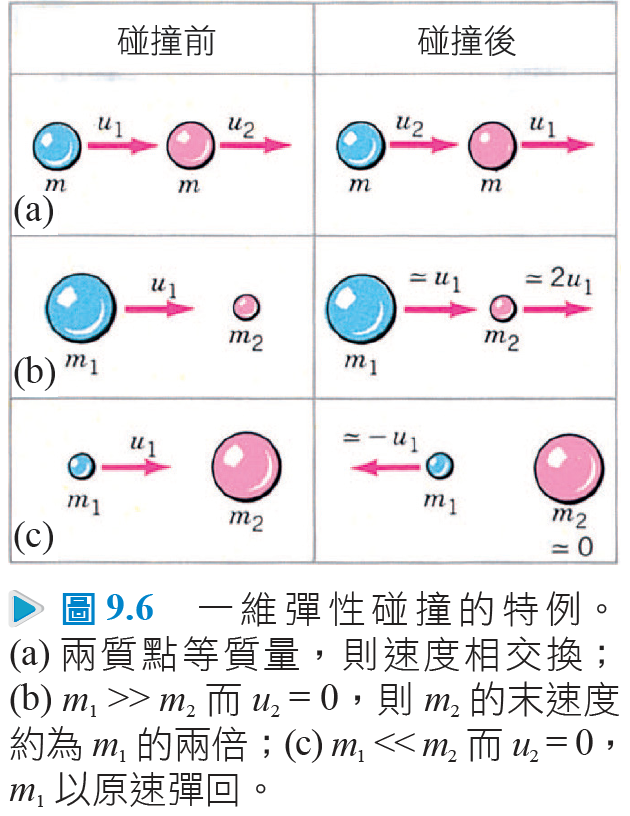 碰撞前 碰撞後
u₁ u₂ u₂ u₁
m m m m
(a)
u₁ ≃ u₁ ≃ 2u₁
m₁ m₂ m₁ m₂
(b)
u₁ ≃ − u₁
m₁ m₂ m₁ m₂
≃ 0
(c)
圖 9.6 一維彈性碰撞的特例。
(a) 兩質點等質量，則速度相交換；
(b) m₁ >> m₂ 而 u₂ = 0，則 m₂ 的末速度
約為 m₁ 的兩倍；(c) m₁ << m₂ 而 u₂ = 0，
m₁ 以原速彈回。